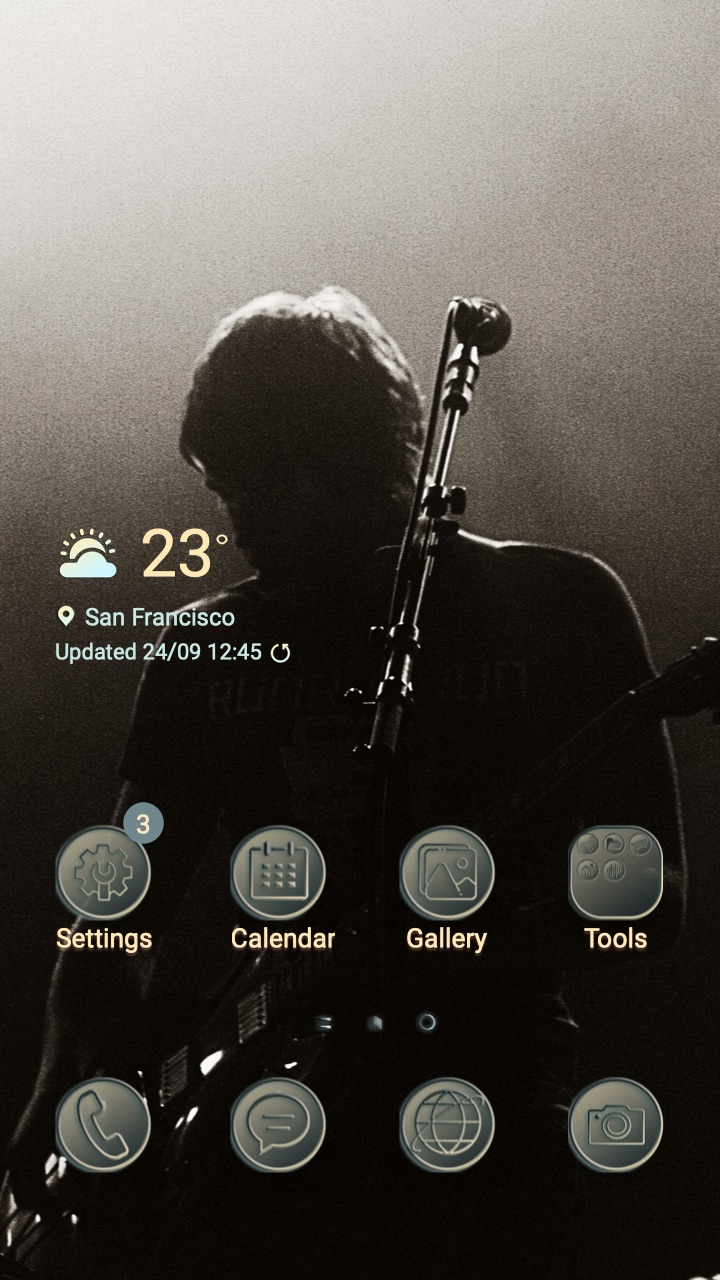 23°
San Francisco
Updated 24/09 12:45
3
Settings
Calendar
Gallery
Tools